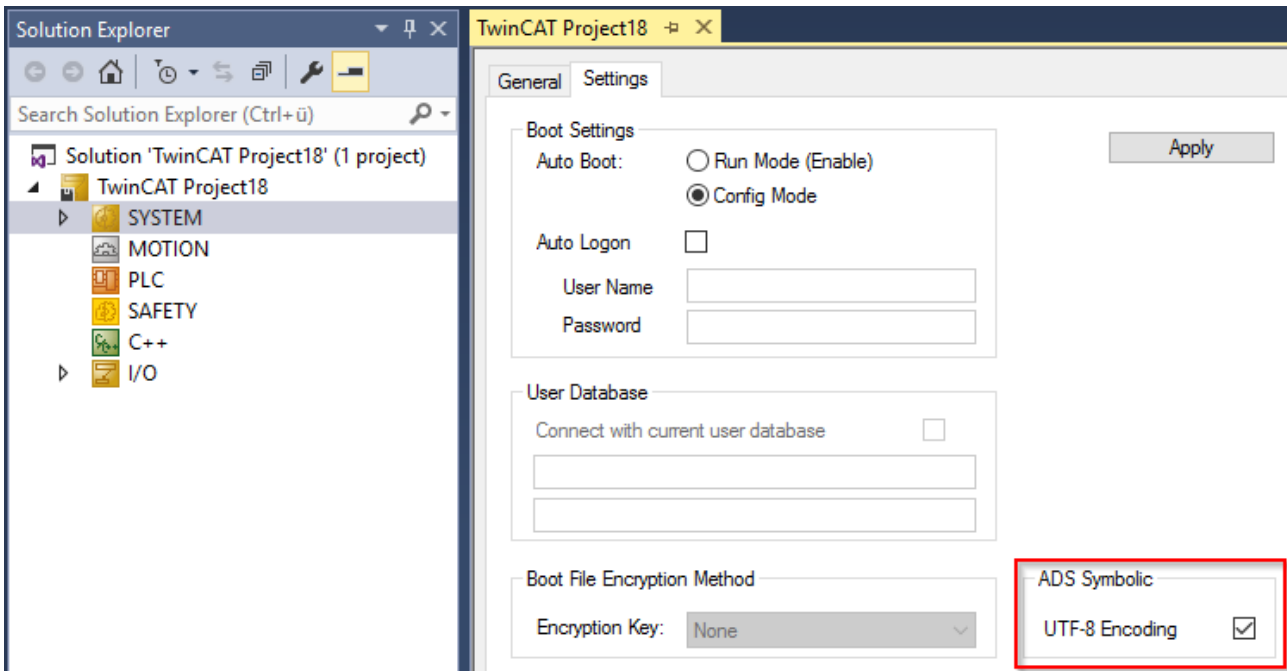 Solution Explorer
Search Solution Explorer (Ctrl+ü)
Solution 'TwinCAT Project18' (1 project)
TwinCAT Project18
SYSTEM
MOTION
PLC
SAFETY
C++
I/O
TwinCAT Project18
General Settings
Boot Settings
Auto Boot: Run Mode (Enable)
Config Mode
Apply
Auto Logon
User Name
Password
User Database
Connect with current user database
Boot File Encryption Method
Encryption Key: None
ADS Symbolic
UTF-8 Encoding